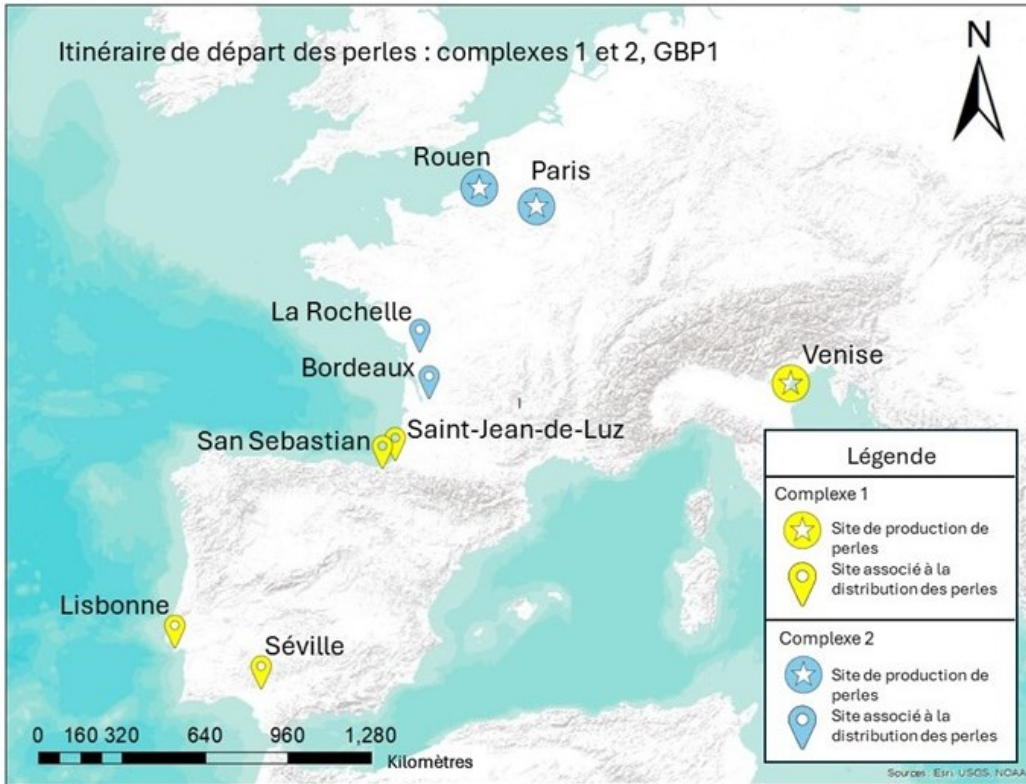 Itinéraire de départ des perles : complexes 1 et 2, GBP1
N
Rouen
Paris
La Rochelle
Bordeaux
Venise
San Sebastian
Saint-Jean-de-Luz
Lisbonne
Séville
Légende
Complexe 1
Site de production de
perles
Site associé à la
distribution des perles
Complexe 2
Site de production de
perles
Site associé à la
distribution des perles
0 160 320 640 960 1,280
Kilomètres
Sources: Esri, USGS, NOAA